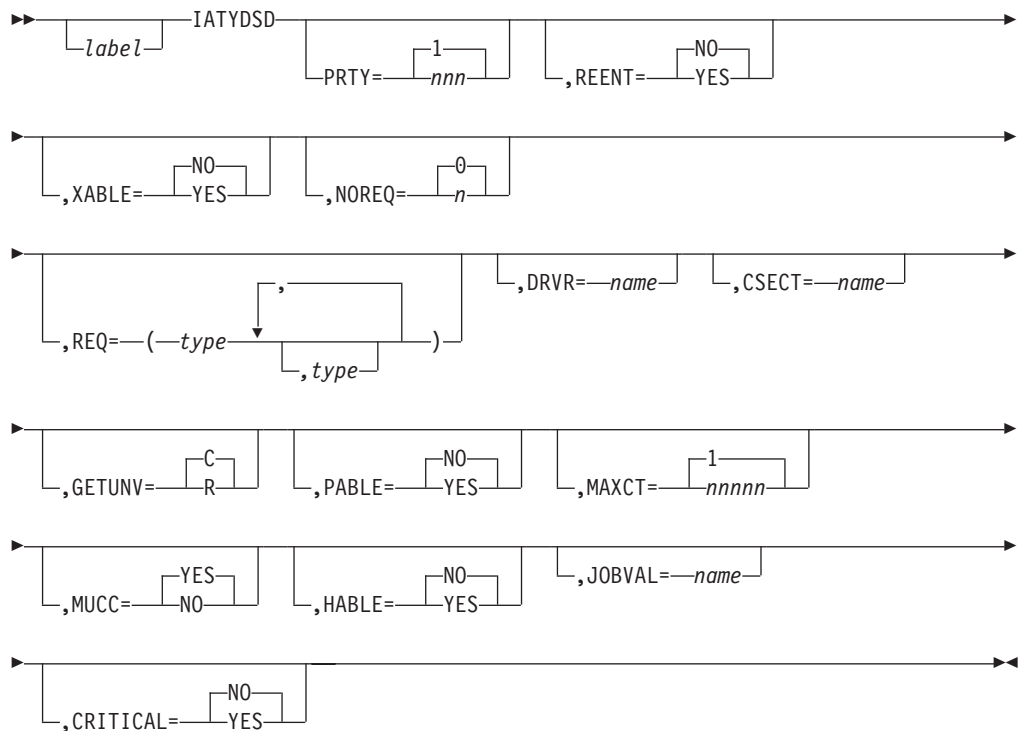 label IATYDSD PRTY= 1 nnn ,REENT= NO YES
,XABLE= NO YES ,NOREQ= 0 n
,REQ= ( type , ,type ) ,DRVR= name ,CSECT= name
,GETUNV= C R ,PABLE= NO YES ,MAXCT= 1 nnnnn
,MUCC= YES NO ,HABLE= NO YES ,JOBVAL= name
,CRITICAL= NO YES